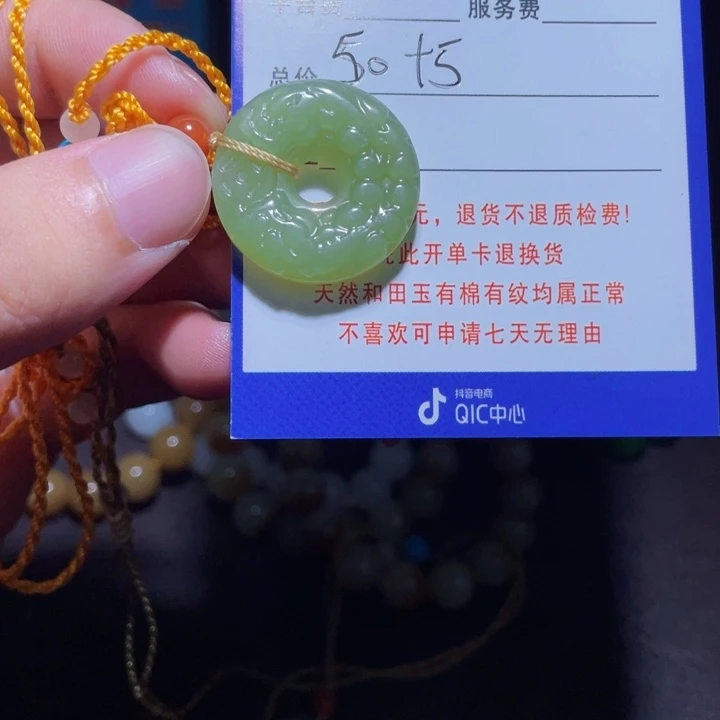 服务费
总价 50+5
元，退货不退质检费！
此开单卡退换货
天然和田玉有棉有纹均属正常
不喜欢可申请七天无理由
抖音电商
QIC中心